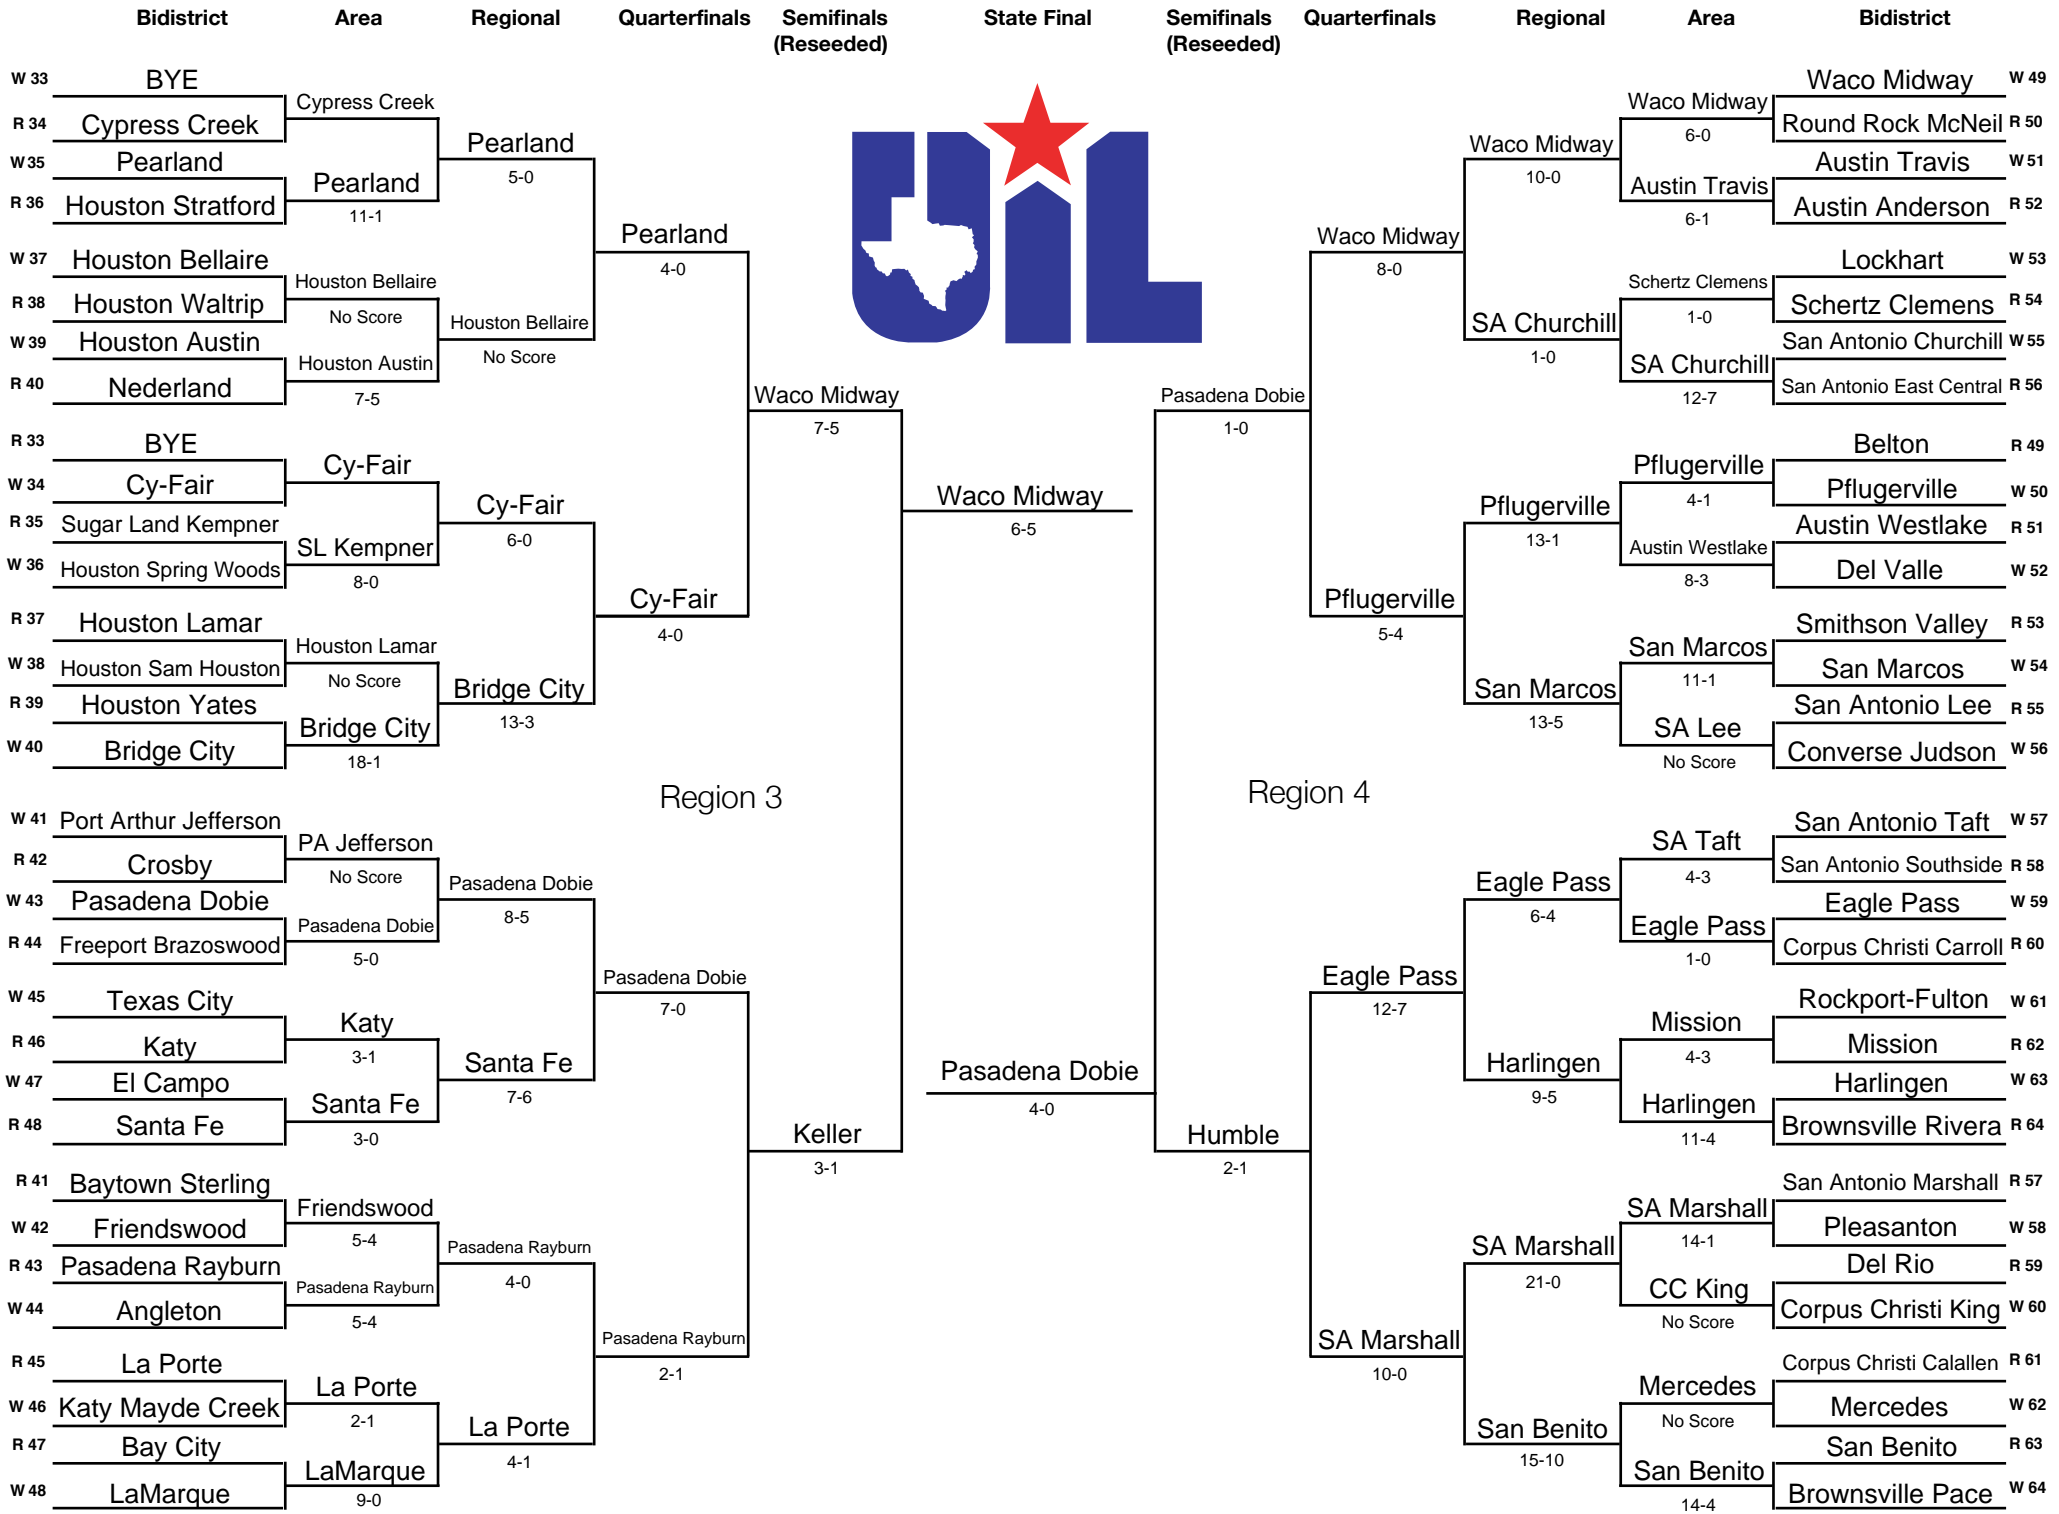 Bidistrict
Area
Regional
Quarterfinals
Semifinals
(Reseeded)
State Final
Semifinals
(Reseeded)
Quarterfinals
Regional
Area
Bidistrict
W 33
BYE
R 34
Cypress Creek
W 35
Pearland
R 36
Houston Stratford
W 37
Houston Bellaire
R 38
Houston Waltrip
W 39
Houston Austin
R 40
Nederland
R 33
BYE
W 34
Cy-Fair
R 35
Sugar Land Kempner
W 36
Houston Spring Woods
R 37
Houston Lamar
W 38
Houston Sam Houston
R 39
Houston Yates
W 40
Bridge City
W 41
Port Arthur Jefferson
R 42
Crosby
W 43
Pasadena Dobie
R 44
Freeport Brazoswood
W 45
Texas City
R 46
Katy
W 47
El Campo
R 48
Santa Fe
R 41
Baytown Sterling
W 42
Friendswood
R 43
Pasadena Rayburn
W 44
Angleton
R 45
La Porte
W 46
Katy Mayde Creek
R 47
Bay City
W 48
LaMarque
Cypress Creek
Pearland
11-1
Houston Bellaire
No Score
Houston Austin
7-5
Cy-Fair
SL Kempner
8-0
Houston Lamar
No Score
Bridge City
18-1
PA Jefferson
No Score
Pasadena Dobie
5-0
Katy
3-1
Santa Fe
3-0
Friendswood
5-4
Pasadena Rayburn
5-4
La Porte
2-1
LaMarque
9-0
Pearland
5-0
Houston Bellaire
No Score
Cy-Fair
6-0
Bridge City
13-3
Pasadena Dobie
8-5
Santa Fe
7-6
Pasadena Rayburn
4-0
La Porte
4-1
Pearland
4-0
Cy-Fair
4-0
Region 3
Pasadena Dobie
7-0
Pasadena Rayburn
2-1
Waco Midway
7-5
Keller
3-1
UIL
Waco Midway
6-5
Pasadena Dobie
4-0
Pasadena Dobie
1-0
Humble
2-1
Waco Midway
8-0
Pflugerville
5-4
Region 4
Eagle Pass
12-7
SA Marshall
10-0
Waco Midway
10-0
SA Churchill
1-0
Pflugerville
13-1
San Marcos
13-5
Eagle Pass
6-4
Harlingen
9-5
SA Marshall
21-0
San Benito
15-10
Waco Midway
6-0
Austin Travis
6-1
Schertz Clemens
1-0
SA Churchill
12-7
Pflugerville
4-1
Austin Westlake
8-3
San Marcos
11-1
SA Lee
No Score
SA Taft
4-3
Eagle Pass
1-0
Mission
4-3
Harlingen
11-4
SA Marshall
14-1
CC King
No Score
Mercedes
No Score
San Benito
14-4
Waco Midway
W 49
Round Rock McNeil
R 50
Austin Travis
W 51
Austin Anderson
R 52
Lockhart
W 53
Schertz Clemens
R 54
San Antonio Churchill
W 55
San Antonio East Central
R 56
Belton
R 49
Pflugerville
W 50
Austin Westlake
R 51
Del Valle
W 52
Smithson Valley
R 53
San Marcos
W 54
San Antonio Lee
R 55
Converse Judson
W 56
San Antonio Taft
W 57
San Antonio Southside
R 58
Eagle Pass
W 59
Corpus Christi Carroll
R 60
Rockport-Fulton
W 61
Mission
R 62
Harlingen
W 63
Brownsville Rivera
R 64
San Antonio Marshall
R 57
Pleasanton
W 58
Del Rio
R 59
Corpus Christi King
W 60
Corpus Christi Calallen
R 61
Mercedes
W 62
San Benito
R 63
Brownsville Pace
W 64